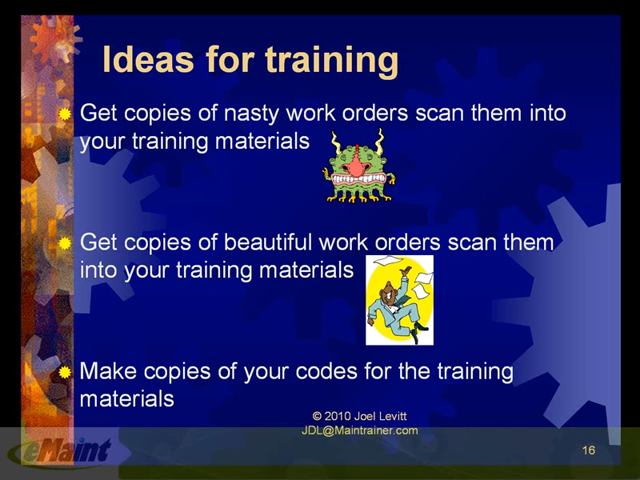 Ideas for training
Get copies of nasty work orders scan them into
your training materials
Get copies of beautiful work orders scan them
into your training materials
Make copies of your codes for the training
materials
© 2010 Joel Levitt
JDL@Maintrainer.com
eMaint
16